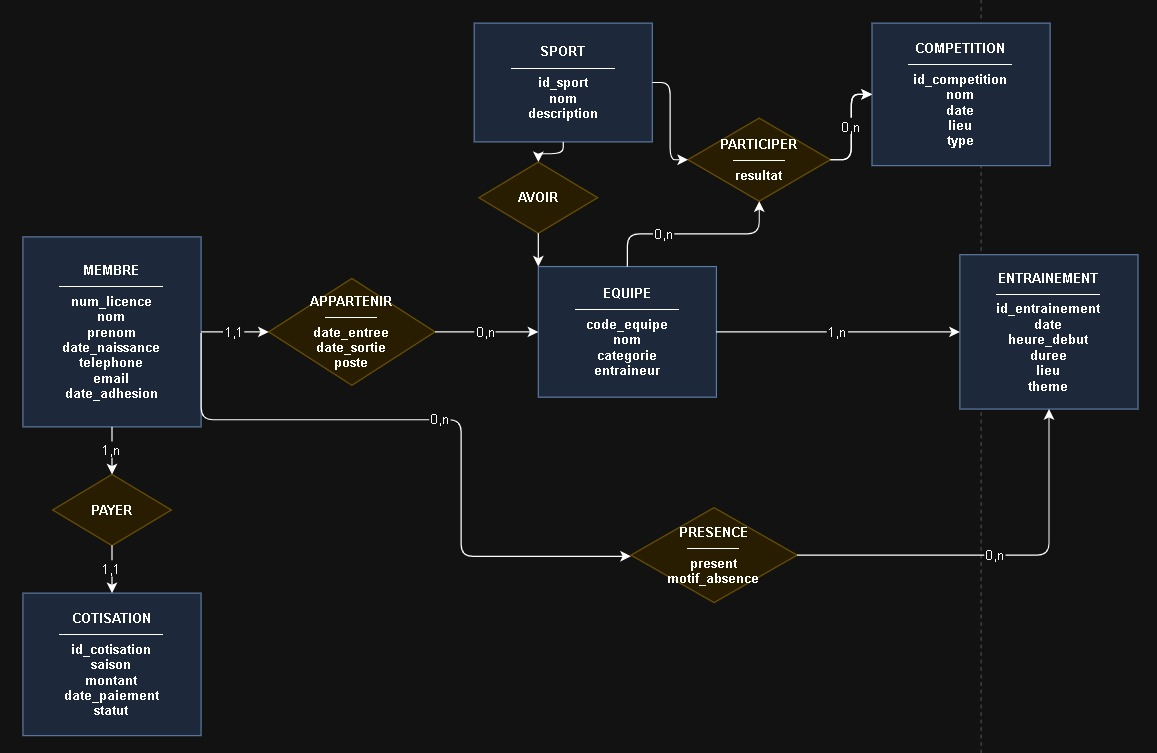 SPORT
id_sport
nom
description
COMPETITION
id_competition
nom
date
lieu
type
PARTICIPER
resultat
0,n
AVOIR
0,n
MEMBRE
num_licence
nom
prenom
date_naissance
telephone
email
date_adhesion
1,1
APPARTENIR
date_entree
date_sortie
poste
0,n
EQUIPE
code_equipe
nom
categorie
entraineur
1,n
ENTRAINEMENT
id_entrainement
date
heure_debut
duree
lieu
theme
0,n
1,n
PAYER
1,1
PRESENCE
present
motif_absence
0,n
COTISATION
id_cotisation
saison
montant
date_paiement
statut